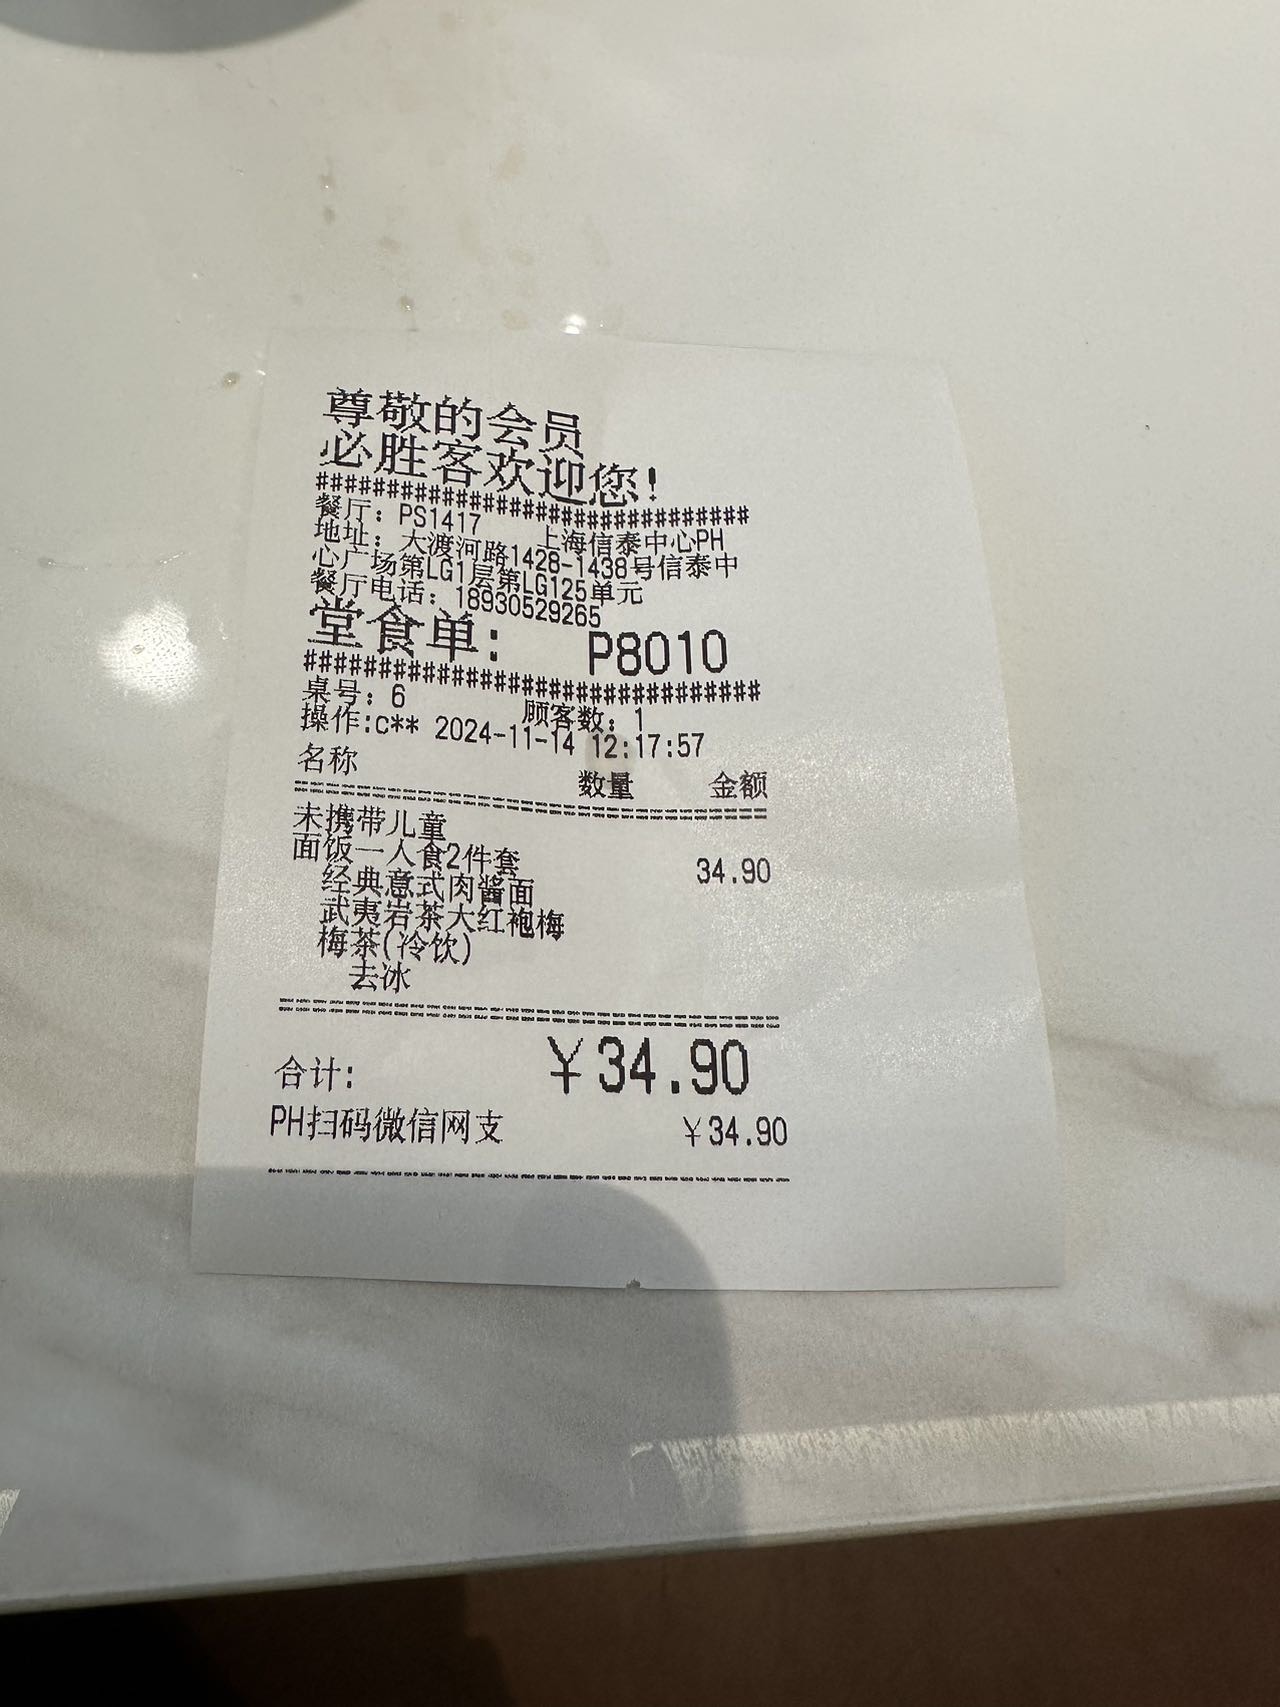 尊敬的会员
必胜客欢迎您!
################################
餐厅: PS1417 上海信泰中心PH
地址: 大渡河路1428-1438号信泰中
心广场第LG1层第LG125单元
餐厅电话: 18930529265
堂食单: P8010
################################
桌号: 6 顾客数: 1
操作:c** 2024-11-14 12:17:57
名称 数量 金额
未携带儿童
面饭一人食2件套 34.90
经典意式肉酱面
武夷岩茶大红袍梅
梅茶(冷饮)
去冰
合计: ¥34.90
PH扫码微信网支 ¥34.90